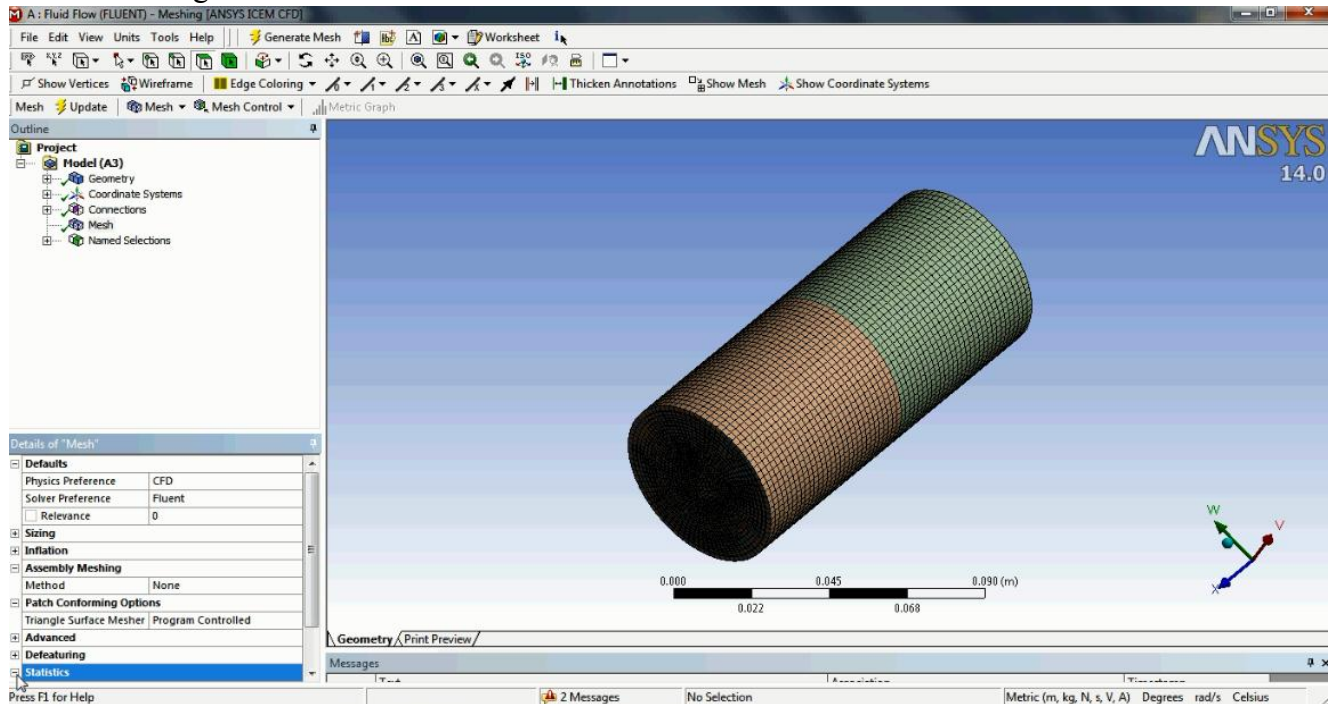 A : Fluid Flow (FLUENT) - Meshing [ANSYS ICEM CFD]
File Edit View Units Tools Help Generate Mesh A Worksheet
Show Vertices Wireframe Edge Coloring Thicken Annotations Show Mesh Show Coordinate Systems
Mesh Update Mesh Mesh Control Metric Graph
Outline
Project
Model (A3)
Geometry
Coordinate Systems
Connections
Mesh
Named Selections
ANSYS
14.0
Details of "Mesh"
Defaults
Physics Preference CFD
Solver Preference Fluent
Relevance 0
Sizing
Inflation
Assembly Meshing
Method None
Patch Conforming Options
Triangle Surface Mesher Program Controlled
Advanced
Defeaturing
Statistics
W
V
X
0.000 0.045 0.090 (m)
0.022 0.068
Geometry Print Preview
Messages
Text Association Timestamp
Press F1 for Help 2 Messages No Selection Metric (m, kg, N, s, V, A) Degrees rad/s Celsius